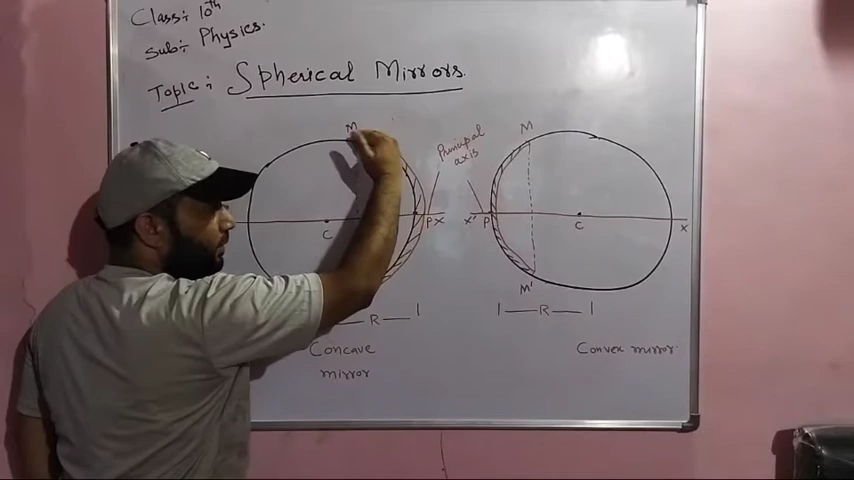 Class:- 10th
Sub:- Physics.
Topic:- Spherical Mirrors.
M
Principal
axis
M
C
P X
X' P
C
X
M'
R
R
Concave
mirror
Convex mirror